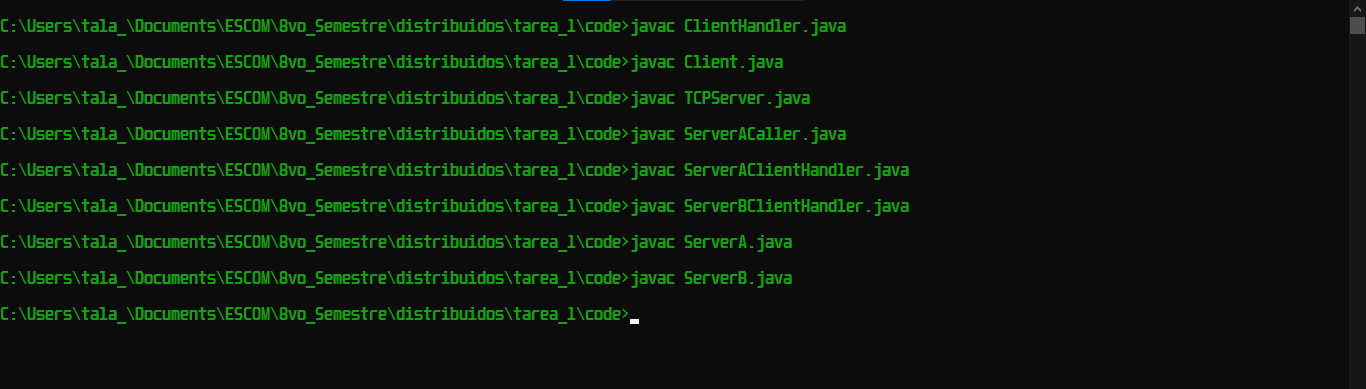 C:\Users\tala_\Documents\ESCOM\8vo_Semestre\distribuidos\tarea_1\code>javac ClientHandler.java
C:\Users\tala_\Documents\ESCOM\8vo_Semestre\distribuidos\tarea_1\code>javac Client.java
C:\Users\tala_\Documents\ESCOM\8vo_Semestre\distribuidos\tarea_1\code>javac TCPServer.java
C:\Users\tala_\Documents\ESCOM\8vo_Semestre\distribuidos\tarea_1\code>javac ServerACaller.java
C:\Users\tala_\Documents\ESCOM\8vo_Semestre\distribuidos\tarea_1\code>javac ServerAClientHandler.java
C:\Users\tala_\Documents\ESCOM\8vo_Semestre\distribuidos\tarea_1\code>javac ServerBClientHandler.java
C:\Users\tala_\Documents\ESCOM\8vo_Semestre\distribuidos\tarea_1\code>javac ServerA.java
C:\Users\tala_\Documents\ESCOM\8vo_Semestre\distribuidos\tarea_1\code>javac ServerB.java
C:\Users\tala_\Documents\ESCOM\8vo_Semestre\distribuidos\tarea_1\code>